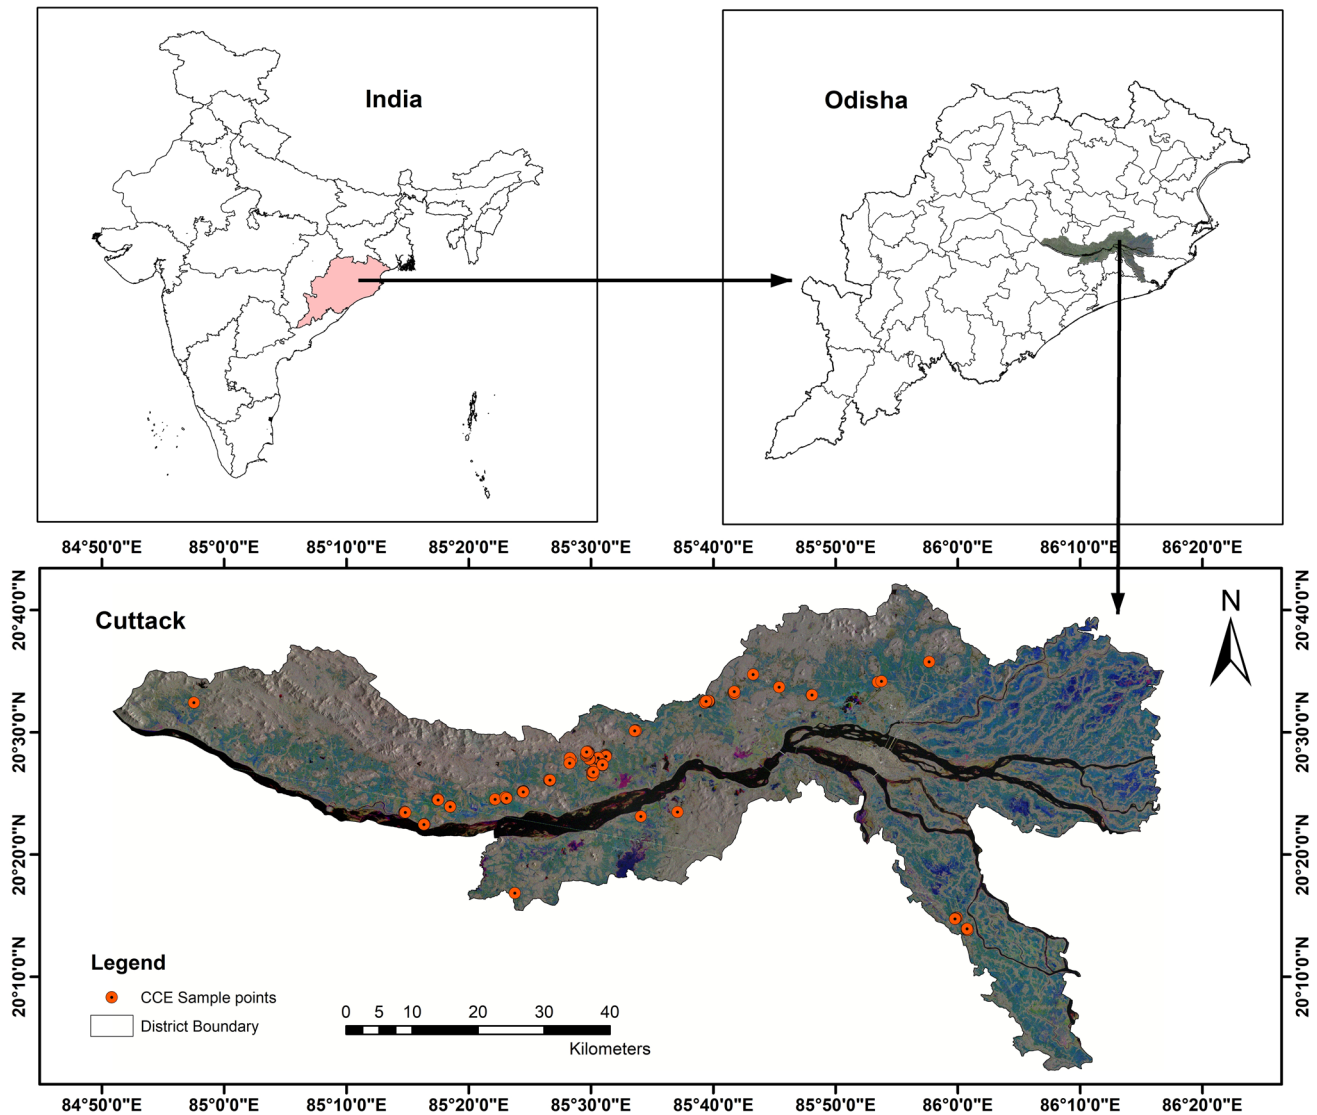 India
Odisha
84°50'0"E 85°0'0"E 85°10'0"E 85°20'0"E 85°30'0"E 85°40'0"E 85°50'0"E 86°0'0"E 86°10'0"E 86°20'0"E
Cuttack
N
20°40'0"N 20°40'0"N
20°30'0"N 20°30'0"N
20°20'0"N 20°20'0"N
20°10'0"N 20°10'0"N
Legend
CCE Sample points
District Boundary
0 5 10 20 30 40
Kilometers
84°50'0"E 85°0'0"E 85°10'0"E 85°20'0"E 85°30'0"E 85°40'0"E 85°50'0"E 86°0'0"E 86°10'0"E 86°20'0"E